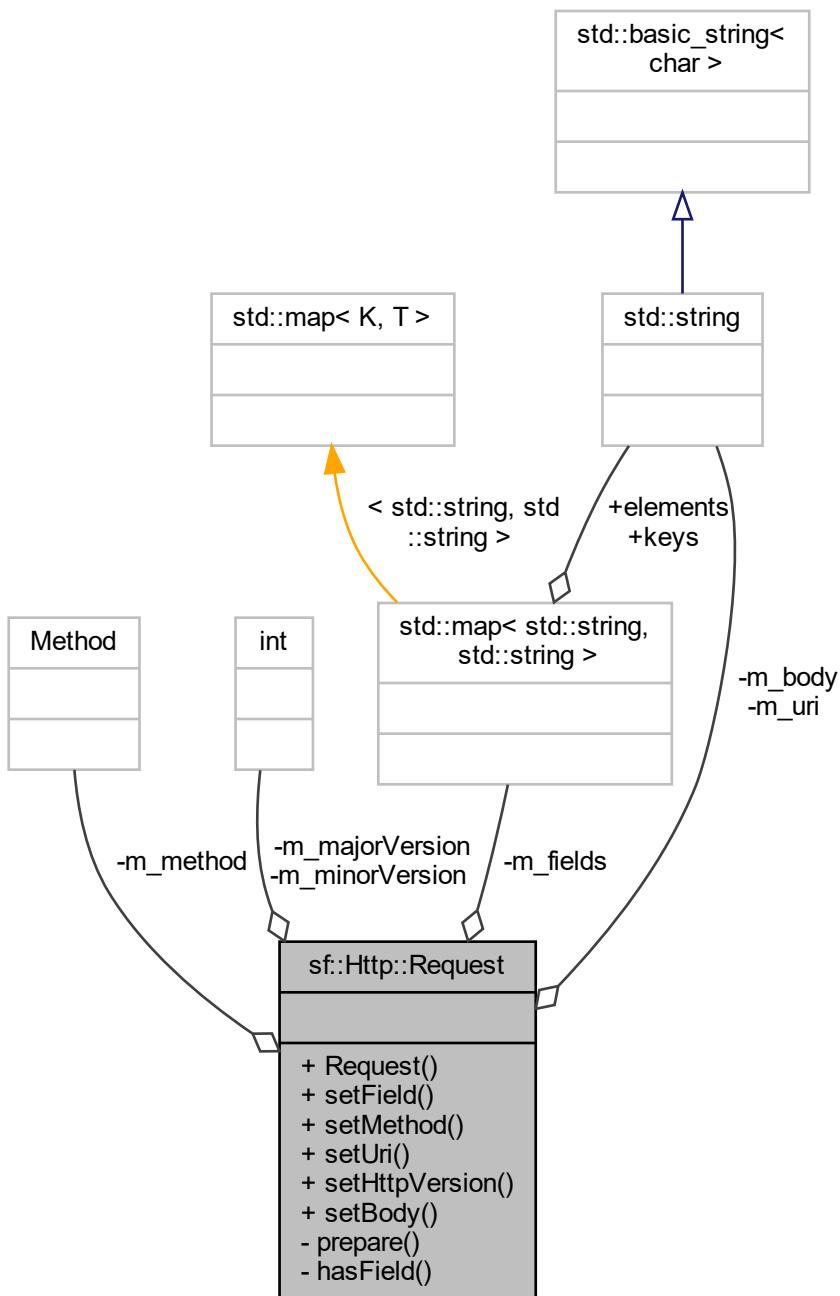 std::basic_string<
char >
std::map< K, T >
std::string
< std::string, std
::string >
+elements
+keys
Method
int
std::map< std::string,
std::string >
-m_body
-m_uri
-m_method
-m_majorVersion
-m_minorVersion
-m_fields
sf::Http::Request
+ Request()
+ setField()
+ setMethod()
+ setUri()
+ setHttpVersion()
+ setBody()
- prepare()
- hasField()